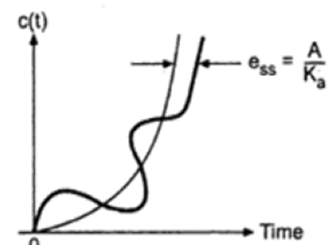 c(t)
e_ss = A/K_a
Time
0